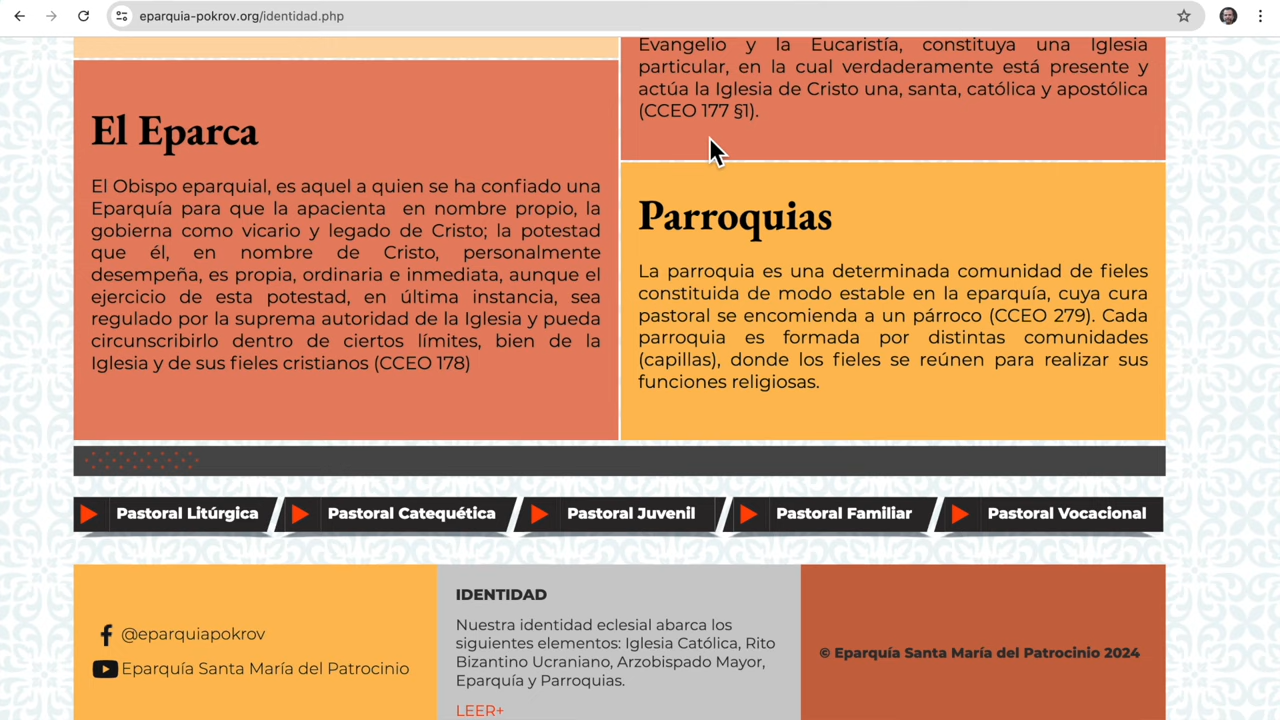 eparquia-pokrov.org/identidad.php
Evangelio y la Eucaristía, constituya una Iglesia
particular, en la cual verdaderamente está presente y
actúa la Iglesia de Cristo una, santa, católica y apostólica
(CCEO 177 §1).
El Eparca
El Obispo eparquial, es aquel a quien se ha confiado una
Eparquía para que la apacienta en nombre propio, la
gobierna como vicario y legado de Cristo; la potestad
que él, en nombre de Cristo, personalmente
desempeña, es propia, ordinaria e inmediata, aunque el
ejercicio de esta potestad, en última instancia, sea
regulado por la suprema autoridad de la Iglesia y pueda
circunscribirlo dentro de ciertos límites, bien de la
Iglesia y de sus fieles cristianos (CCEO 178)
Parroquias
La parroquia es una determinada comunidad de fieles
constituida de modo estable en la eparquía, cuya cura
pastoral se encomienda a un párroco (CCEO 279). Cada
parroquia es formada por distintas comunidades
(capillas), donde los fieles se reúnen para realizar sus
funciones religiosas.
Pastoral Litúrgica
Pastoral Catequética
Pastoral Juvenil
Pastoral Familiar
Pastoral Vocacional
@eparquiapokrov
Eparquía Santa María del Patrocinio
IDENTIDAD
Nuestra identidad eclesial abarca los
siguientes elementos: Iglesia Católica, Rito
Bizantino Ucraniano, Arzobispado Mayor,
Eparquía y Parroquias.
LEER+
© Eparquía Santa María del Patrocinio 2024